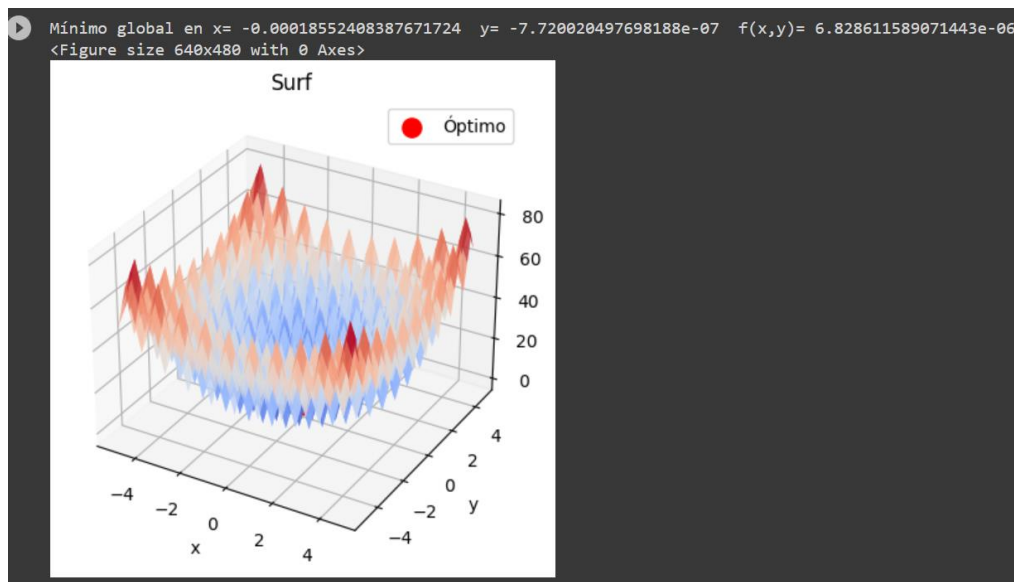 Mínimo global en x= -0.00018552408387671724 y= -7.720020497698188e-07 f(x,y)= 6.828611589071443e-06
<Figure size 640x480 with 0 Axes>
Surf
Óptimo
80
60
40
20
0
4
2
0
−2
−4
y
−4
−2
0
2
4
x